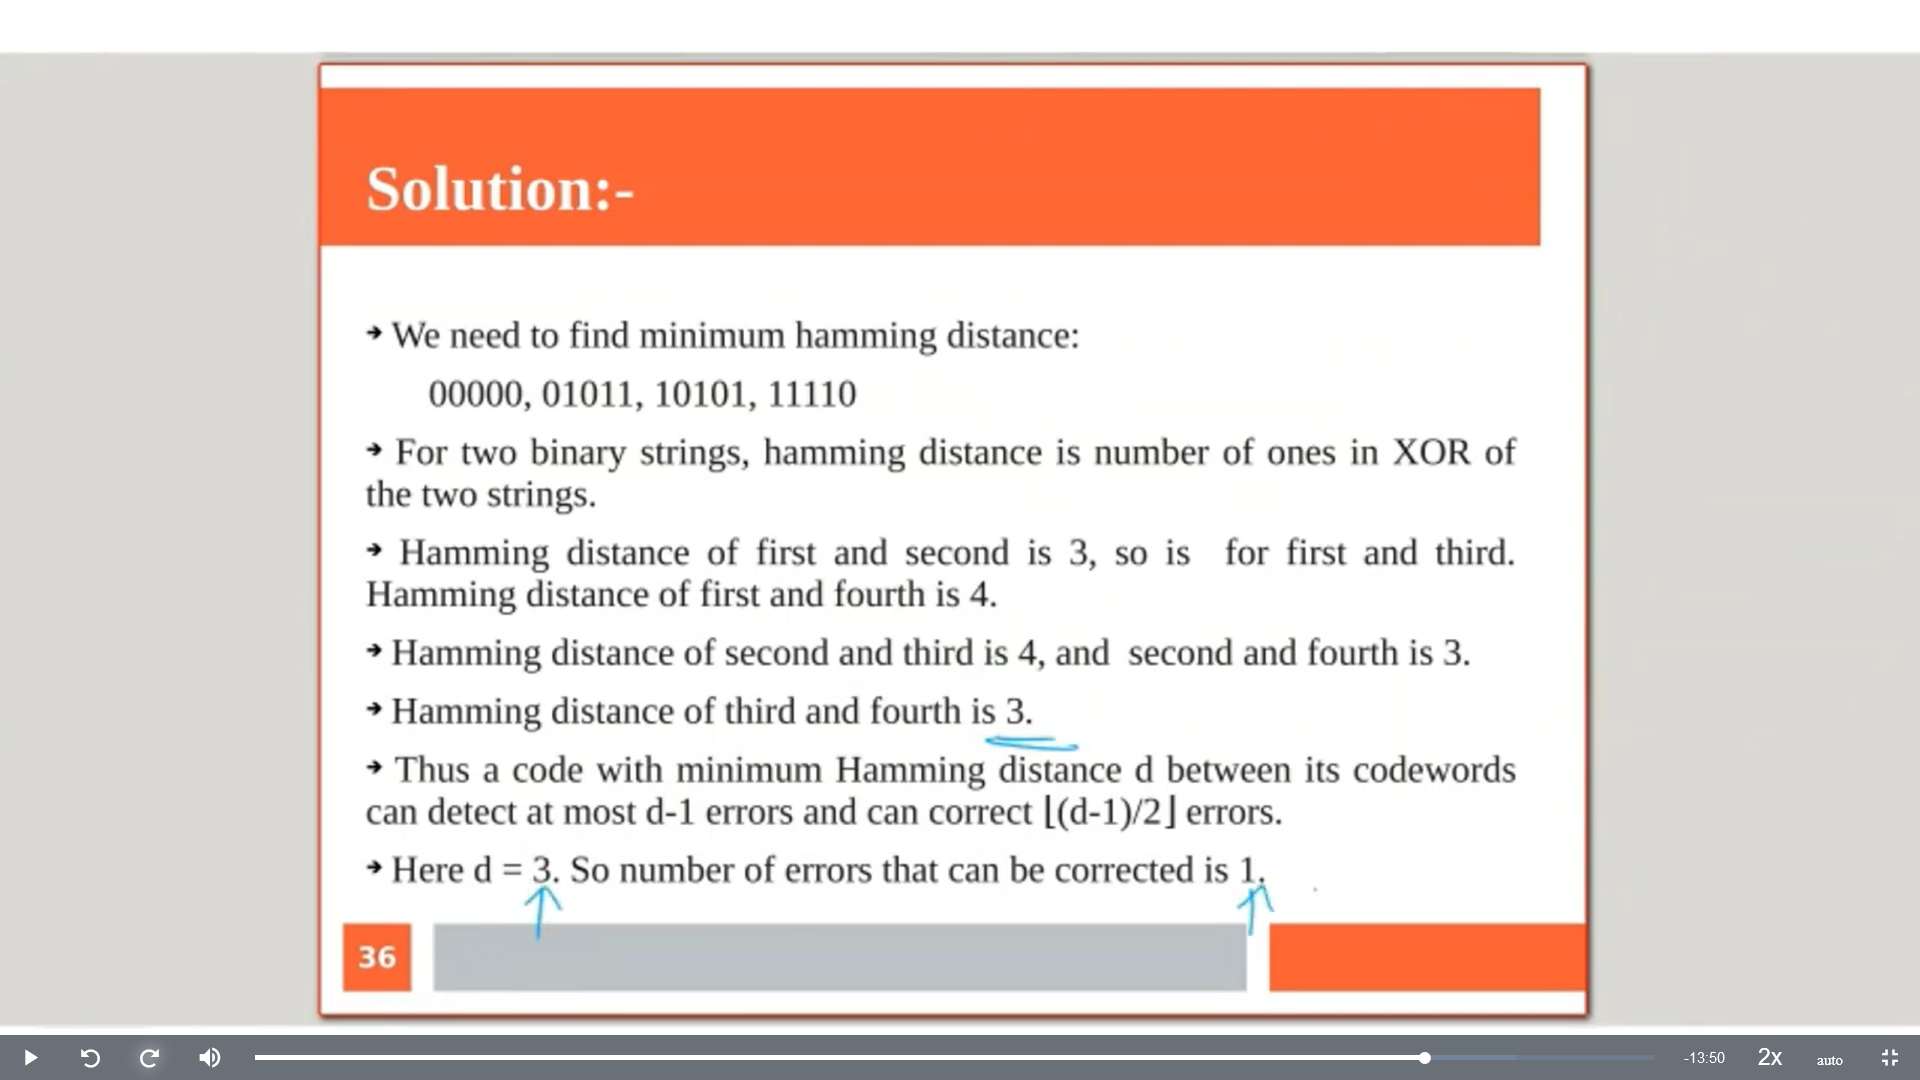 Solution:-
➔ We need to find minimum hamming distance:
00000, 01011, 10101, 11110
➔ For two binary strings, hamming distance is number of ones in XOR of
the two strings.
➔ Hamming distance of first and second is 3, so is for first and third.
Hamming distance of first and fourth is 4.
➔ Hamming distance of second and third is 4, and second and fourth is 3.
➔ Hamming distance of third and fourth is 3.
➔ Thus a code with minimum Hamming distance d between its codewords
can detect at most d-1 errors and can correct ⌊(d-1)/2⌋ errors.
➔ Here d = 3. So number of errors that can be corrected is 1.
36
-13:50
2x
auto